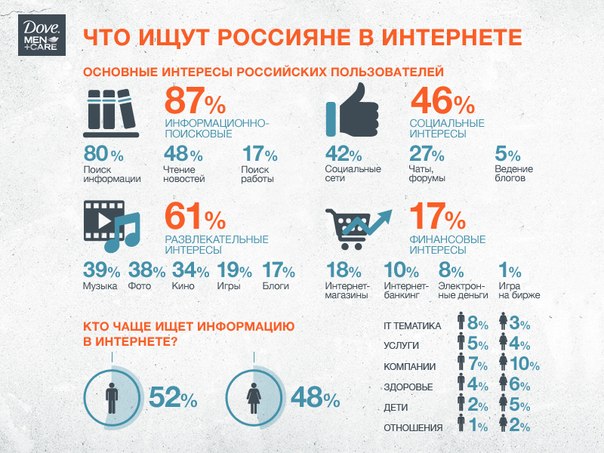 Dove
MEN
+CARE
ЧТО ИЩУТ РОССИЯНЕ В ИНТЕРНЕТЕ
ОСНОВНЫЕ ИНТЕРЕСЫ РОССИЙСКИХ ПОЛЬЗОВАТЕЛЕЙ
87%
ИНФОРМАЦИОННО-
ПОИСКОВЫЕ
80% 48% 17%
Поиск Чтение Поиск
информации новостей работы
46%
СОЦИАЛЬНЫЕ
ИНТЕРЕСЫ
42% 27% 5%
Социальные Чаты, Ведение
сети форумы блогов
61%
РАЗВЛЕКАТЕЛЬНЫЕ
ИНТЕРЕСЫ
39% 38% 34% 19% 17%
Музыка Фото Кино Игры Блоги
17%
ФИНАНСОВЫЕ
ИНТЕРЕСЫ
18% 10% 8% 1%
Интернет- Интернет- Электрон- Игра
магазины банкинг ные деньги на бирже
КТО ЧАЩЕ ИЩЕТ ИНФОРМАЦИЮ
В ИНТЕРНЕТЕ?
52% 48%
IT ТЕМАТИКА 8% 3%
УСЛУГИ 5% 4%
КОМПАНИИ 7% 10%
ЗДОРОВЬЕ 4% 6%
ДЕТИ 2% 5%
ОТНОШЕНИЯ 1% 2%